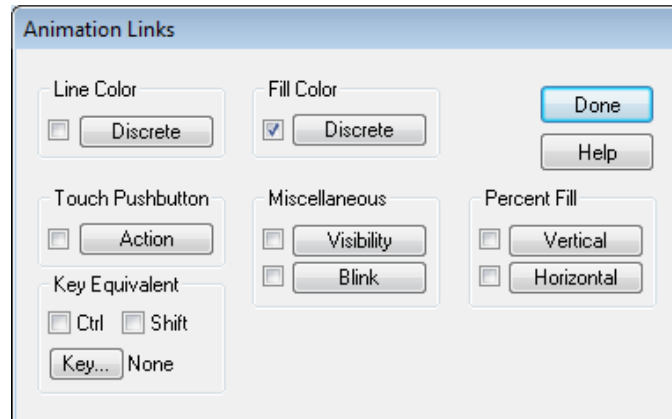 Animation Links
Line Color
Discrete
Fill Color
Discrete
Done
Help
Touch Pushbutton
Action
Miscellaneous
Visibility
Blink
Percent Fill
Vertical
Horizontal
Key Equivalent
Ctrl Shift
Key... None